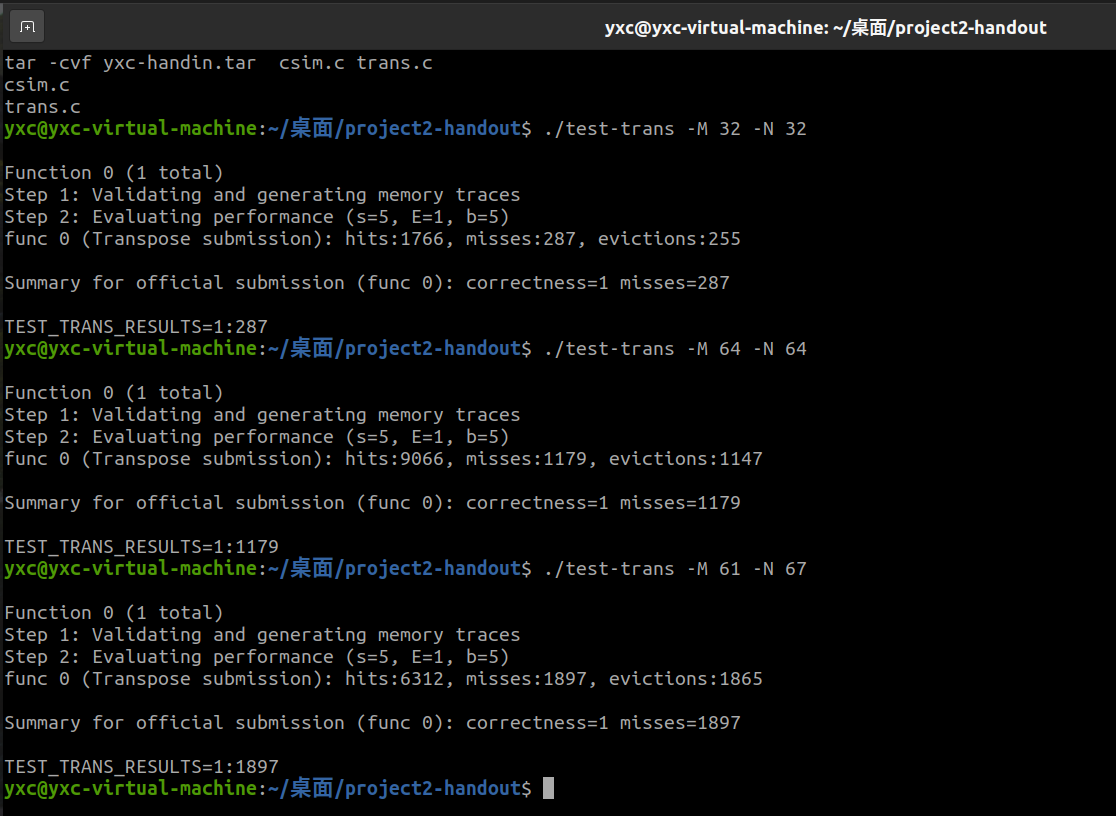 yxc@yxc-virtual-machine: ~/桌面/project2-handout
tar -cvf yxc-handin.tar  csim.c trans.c
csim.c
trans.c
yxc@yxc-virtual-machine:~/桌面/project2-handout$ ./test-trans -M 32 -N 32
Function 0 (1 total)
Step 1: Validating and generating memory traces
Step 2: Evaluating performance (s=5, E=1, b=5)
func 0 (Transpose submission): hits:1766, misses:287, evictions:255
Summary for official submission (func 0): correctness=1 misses=287
TEST_TRANS_RESULTS=1:287
yxc@yxc-virtual-machine:~/桌面/project2-handout$ ./test-trans -M 64 -N 64
Function 0 (1 total)
Step 1: Validating and generating memory traces
Step 2: Evaluating performance (s=5, E=1, b=5)
func 0 (Transpose submission): hits:9066, misses:1179, evictions:1147
Summary for official submission (func 0): correctness=1 misses=1179
TEST_TRANS_RESULTS=1:1179
yxc@yxc-virtual-machine:~/桌面/project2-handout$ ./test-trans -M 61 -N 67
Function 0 (1 total)
Step 1: Validating and generating memory traces
Step 2: Evaluating performance (s=5, E=1, b=5)
func 0 (Transpose submission): hits:6312, misses:1897, evictions:1865
Summary for official submission (func 0): correctness=1 misses=1897
TEST_TRANS_RESULTS=1:1897
yxc@yxc-virtual-machine:~/桌面/project2-handout$